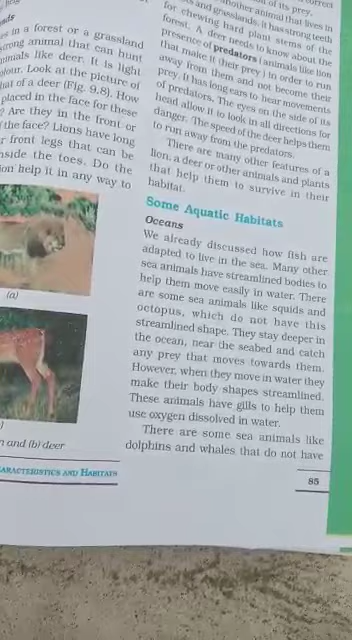 ands
es in a forest or a grassland
strong animal that can hunt
nimals like deer. It is light
olour. Look at the picture of
hat of a deer (Fig. 9.8). How
placed in the face for these
? Are they in the front or
f the face? Lions have long
r front legs that can be
nside the toes. Do the
ion help it in any way to
(a)
n and (b) deer
ARACTERISTICS AND HABITATS
of its prey.
another animal that lives in
and grasslands. It has strong teeth
for chewing hard plant stems of the
forest. A deer needs to know about the
presence of predators (animals like lion
that make it their prey) in order to run
away from them and not become their
prey. It has long ears to hear movements
of predators. The eyes on the side of its
head allow it to look in all directions for
danger. The speed of the deer helps them
to run away from the predators.
There are many other features of a
lion, a deer or other animals and plants
that help them to survive in their
habitat.
Some Aquatic Habitats
Oceans
We already discussed how fish are
adapted to live in the sea. Many other
sea animals have streamlined bodies to
help them move easily in water. There
are some sea animals like squids and
octopus, which do not have this
streamlined shape. They stay deeper in
the ocean, near the seabed and catch
any prey that moves towards them.
However, when they move in water they
make their body shapes streamlined.
These animals have gills to help them
use oxygen dissolved in water.
There are some sea animals like
dolphins and whales that do not have
85